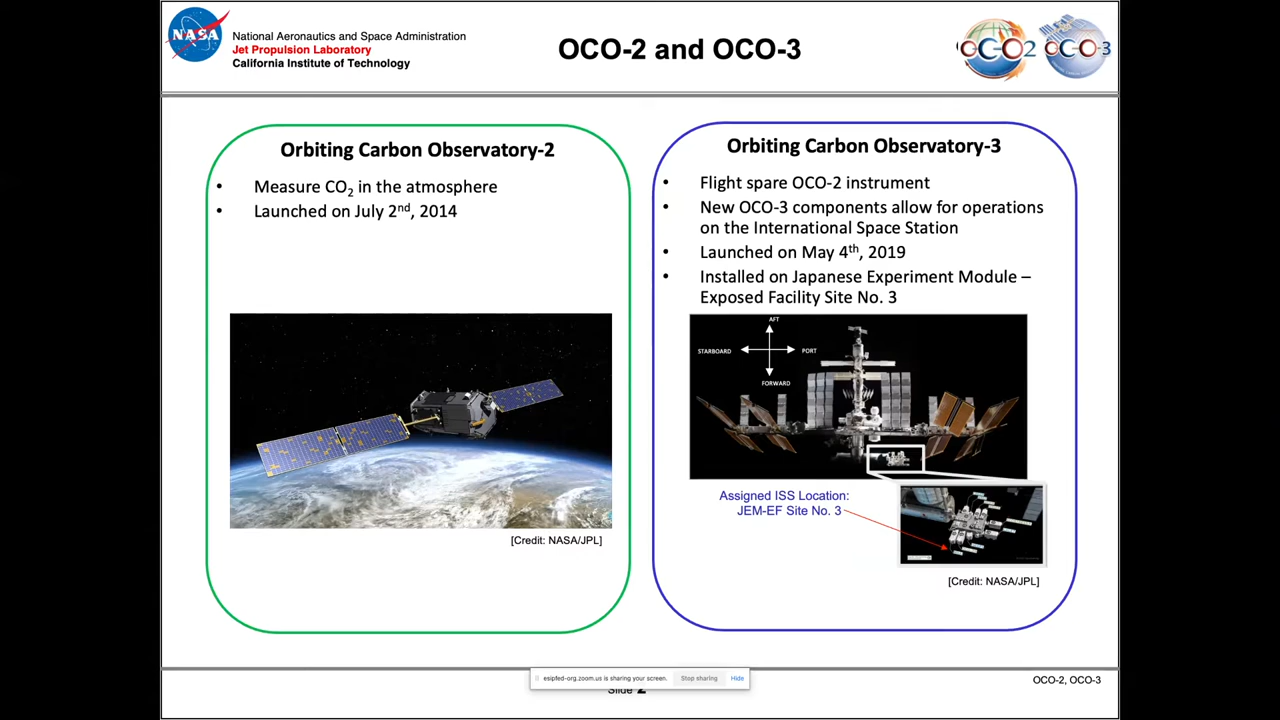 NASA
National Aeronautics and Space Administration
Jet Propulsion Laboratory
California Institute of Technology
OCO-2 and OCO-3
OCO-2
OCO-3
Orbiting Carbon Observatory-2
• Measure CO₂ in the atmosphere
• Launched on July 2ⁿᵈ, 2014
[Credit: NASA/JPL]
Orbiting Carbon Observatory-3
• Flight spare OCO-2 instrument
• New OCO-3 components allow for operations
on the International Space Station
• Launched on May 4ᵗʰ, 2019
• Installed on Japanese Experiment Module –
Exposed Facility Site No. 3
AFT
STARBOARD
PORT
FORWARD
Assigned ISS Location:
JEM-EF Site No. 3
[Credit: NASA/JPL]
esipfed-org.zoom.us is sharing your screen.
Stop sharing
Hide
Slide 2
OCO-2, OCO-3